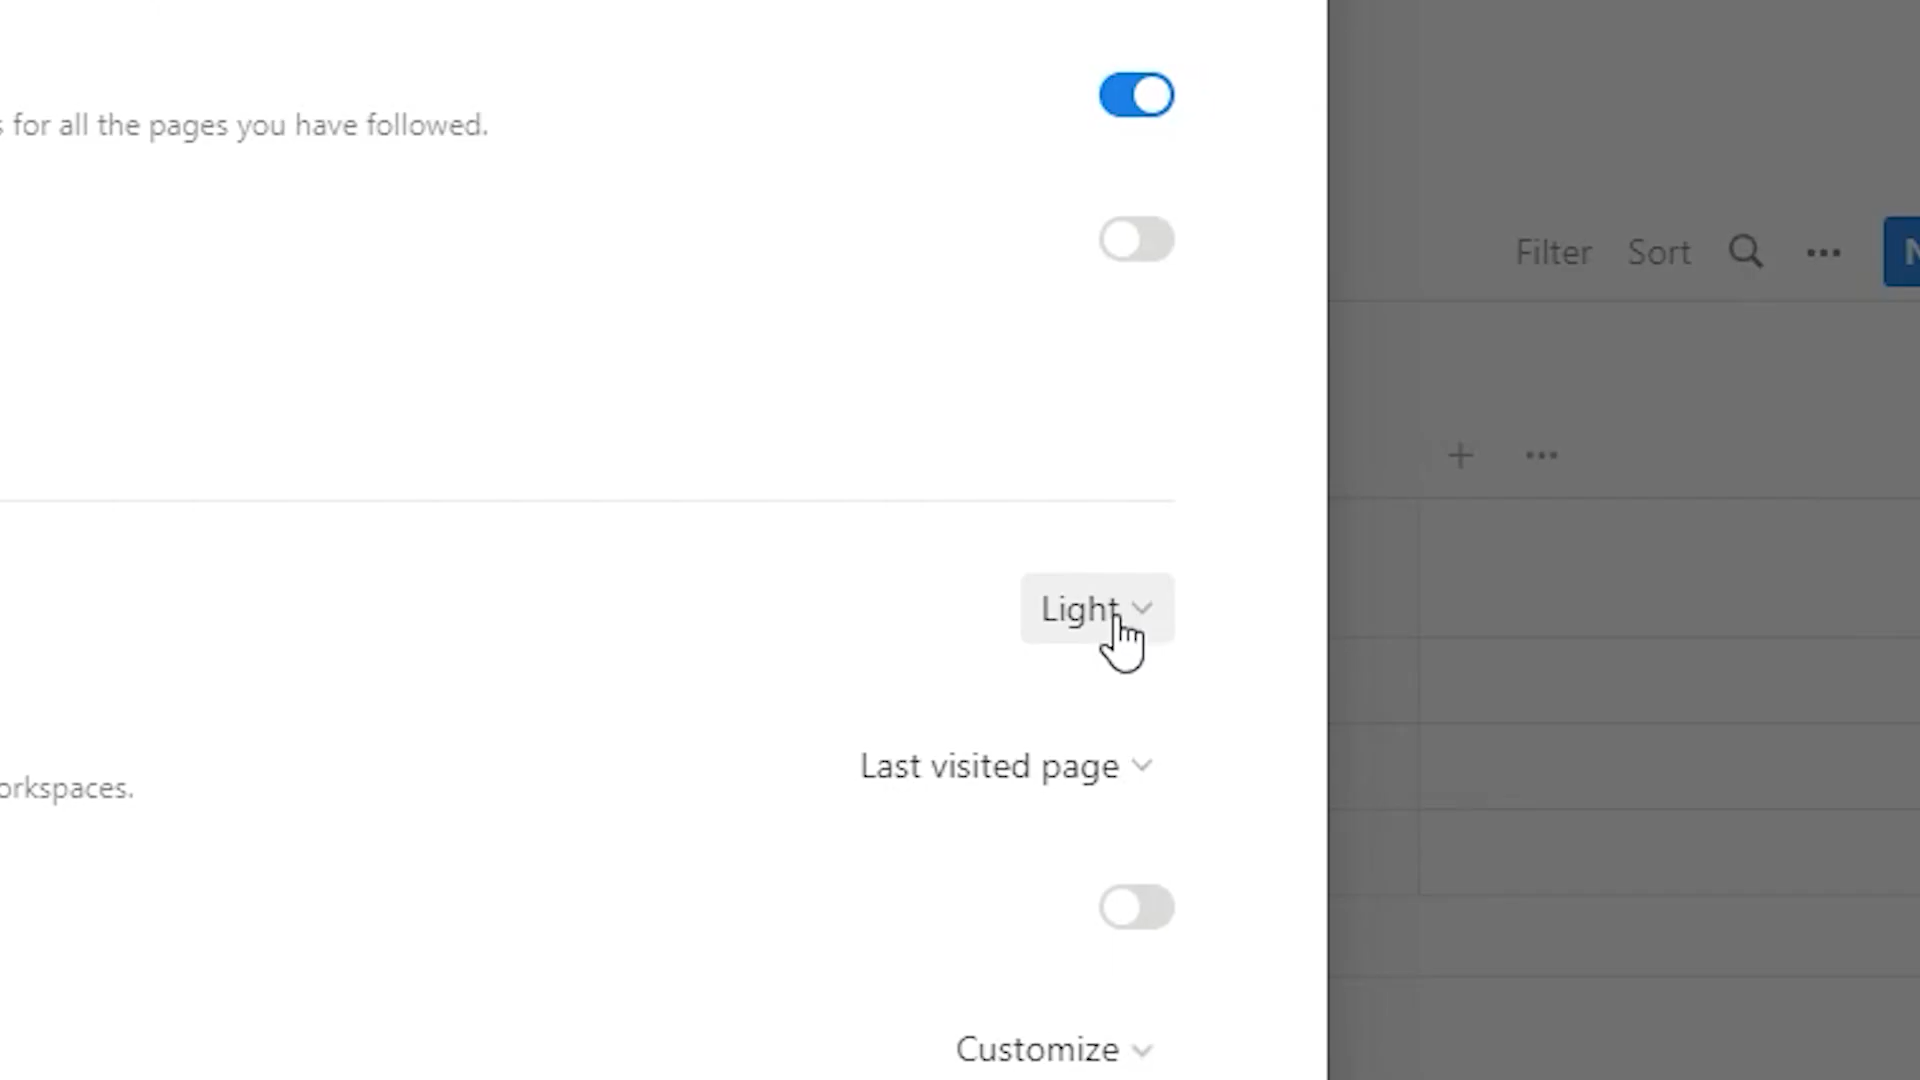 s for all the pages you have followed.
Filter Sort N
Light
Last visited page
orkspaces.
Customize